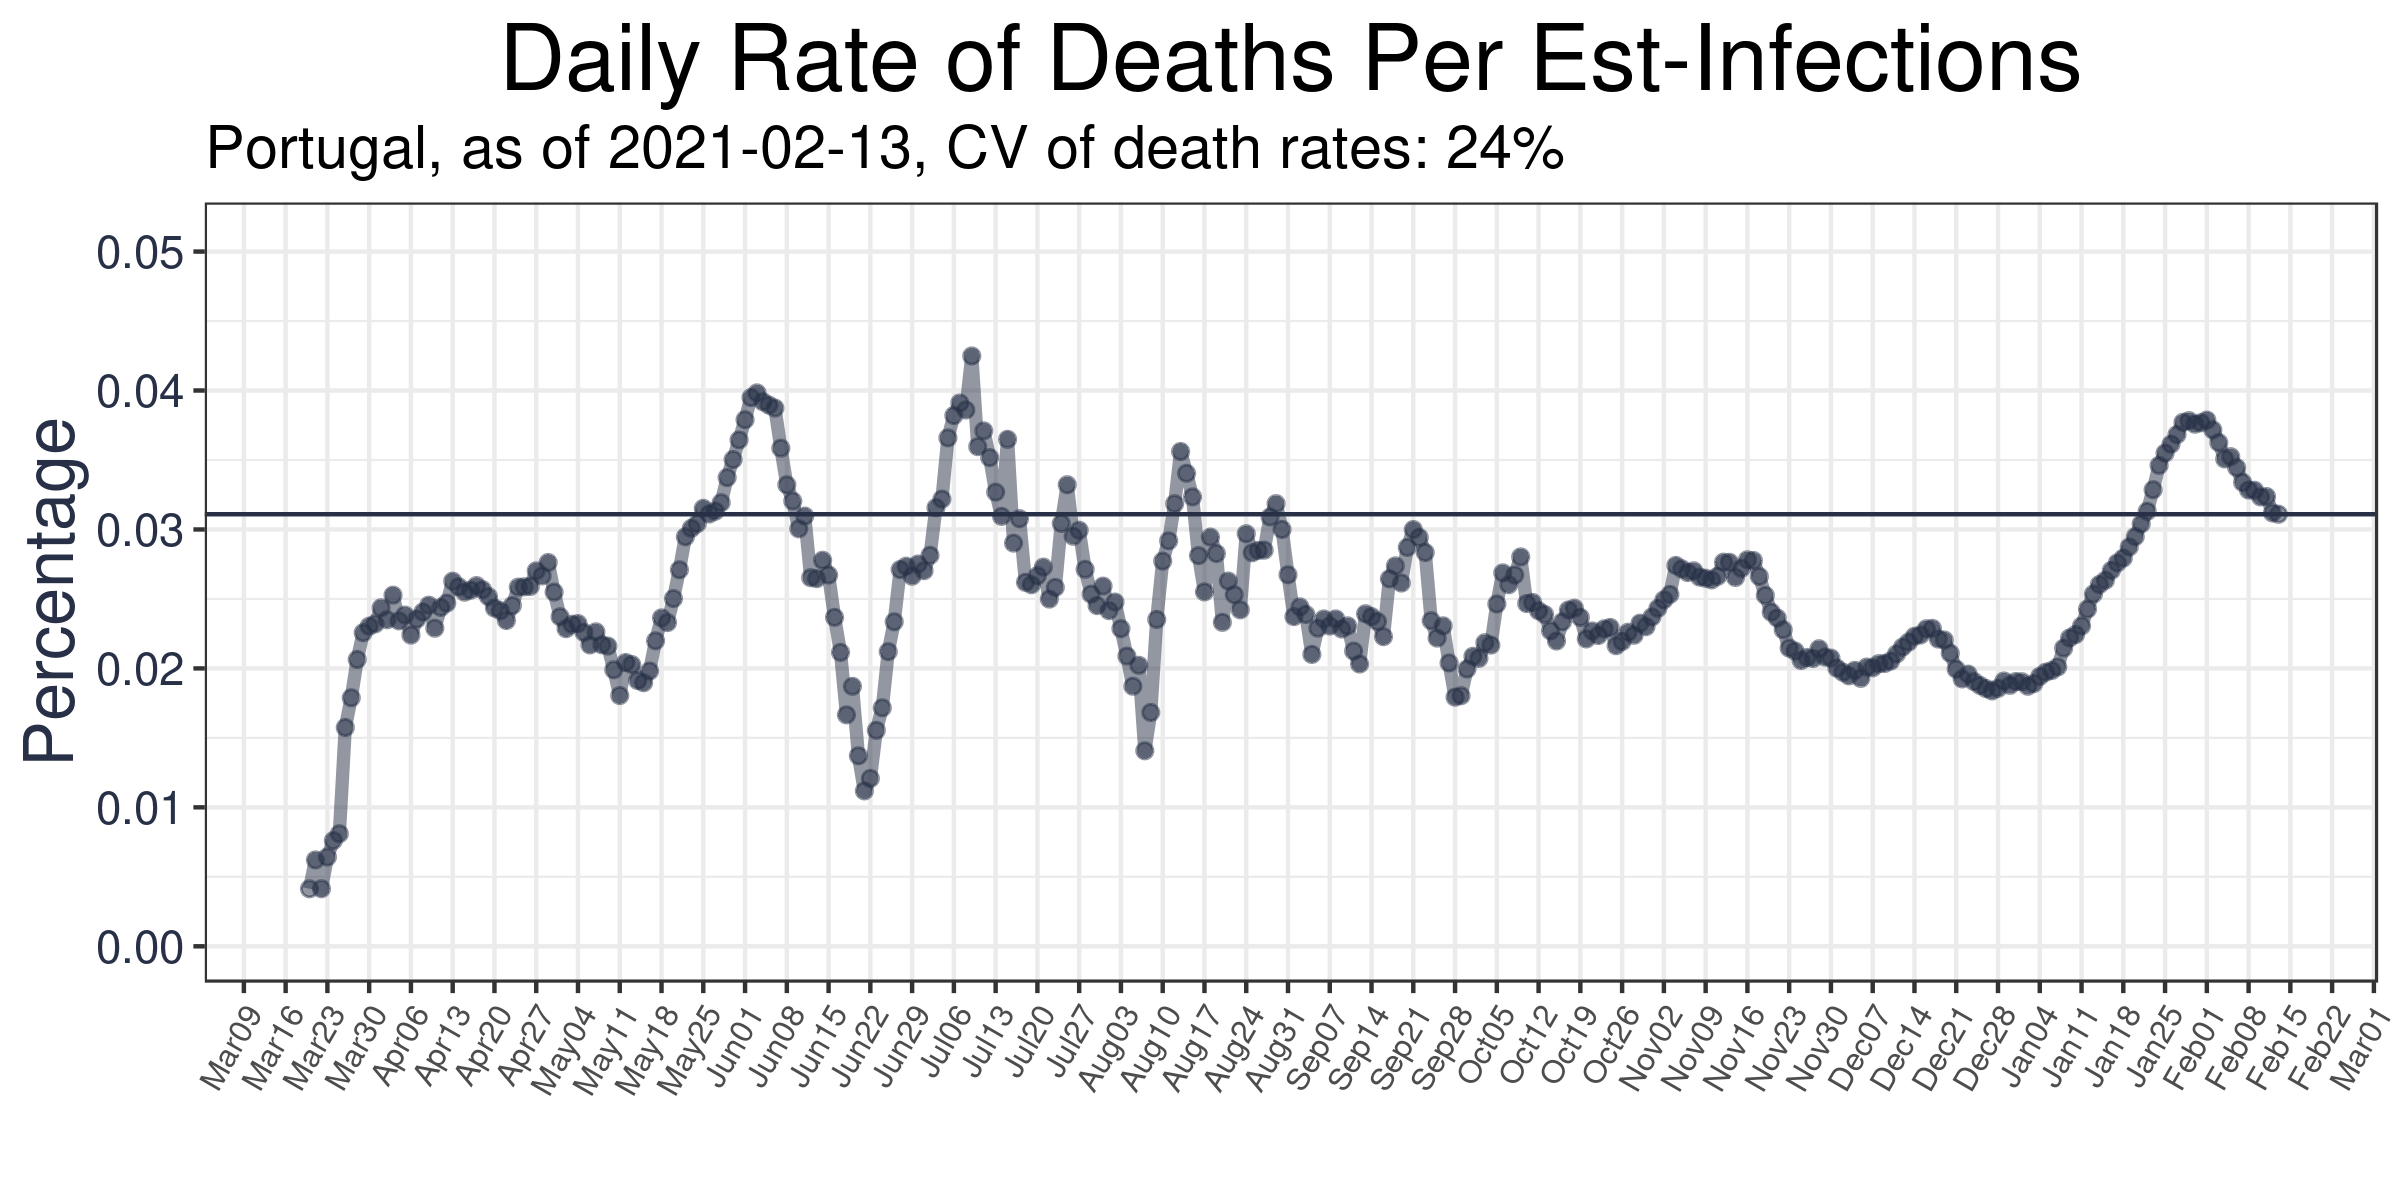 Daily Rate of Deaths Per Est-Infections
Portugal, as of 2021-02-13, CV of death rates: 24%
Percentage
0.05
0.04
0.03
0.02
0.01
0.00
Mar09
Mar16
Mar23
Mar30
Apr06
Apr13
Apr20
Apr27
May04
May11
May18
May25
Jun01
Jun08
Jun15
Jun22
Jun29
Jul06
Jul13
Jul20
Jul27
Aug03
Aug10
Aug17
Aug24
Aug31
Sep07
Sep14
Sep21
Sep28
Oct05
Oct12
Oct19
Oct26
Nov02
Nov09
Nov16
Nov23
Nov30
Dec07
Dec14
Dec21
Dec28
Jan04
Jan11
Jan18
Jan25
Feb01
Feb08
Feb15
Feb22
Mar01